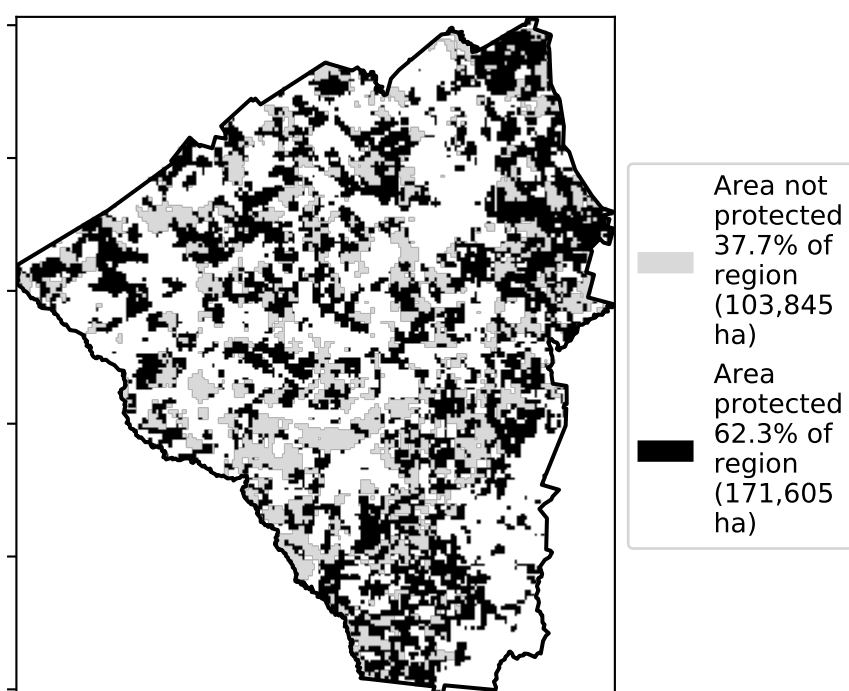 Area not
protected
37.7% of
region
(103,845
ha)
Area
protected
62.3% of
region
(171,605
ha)